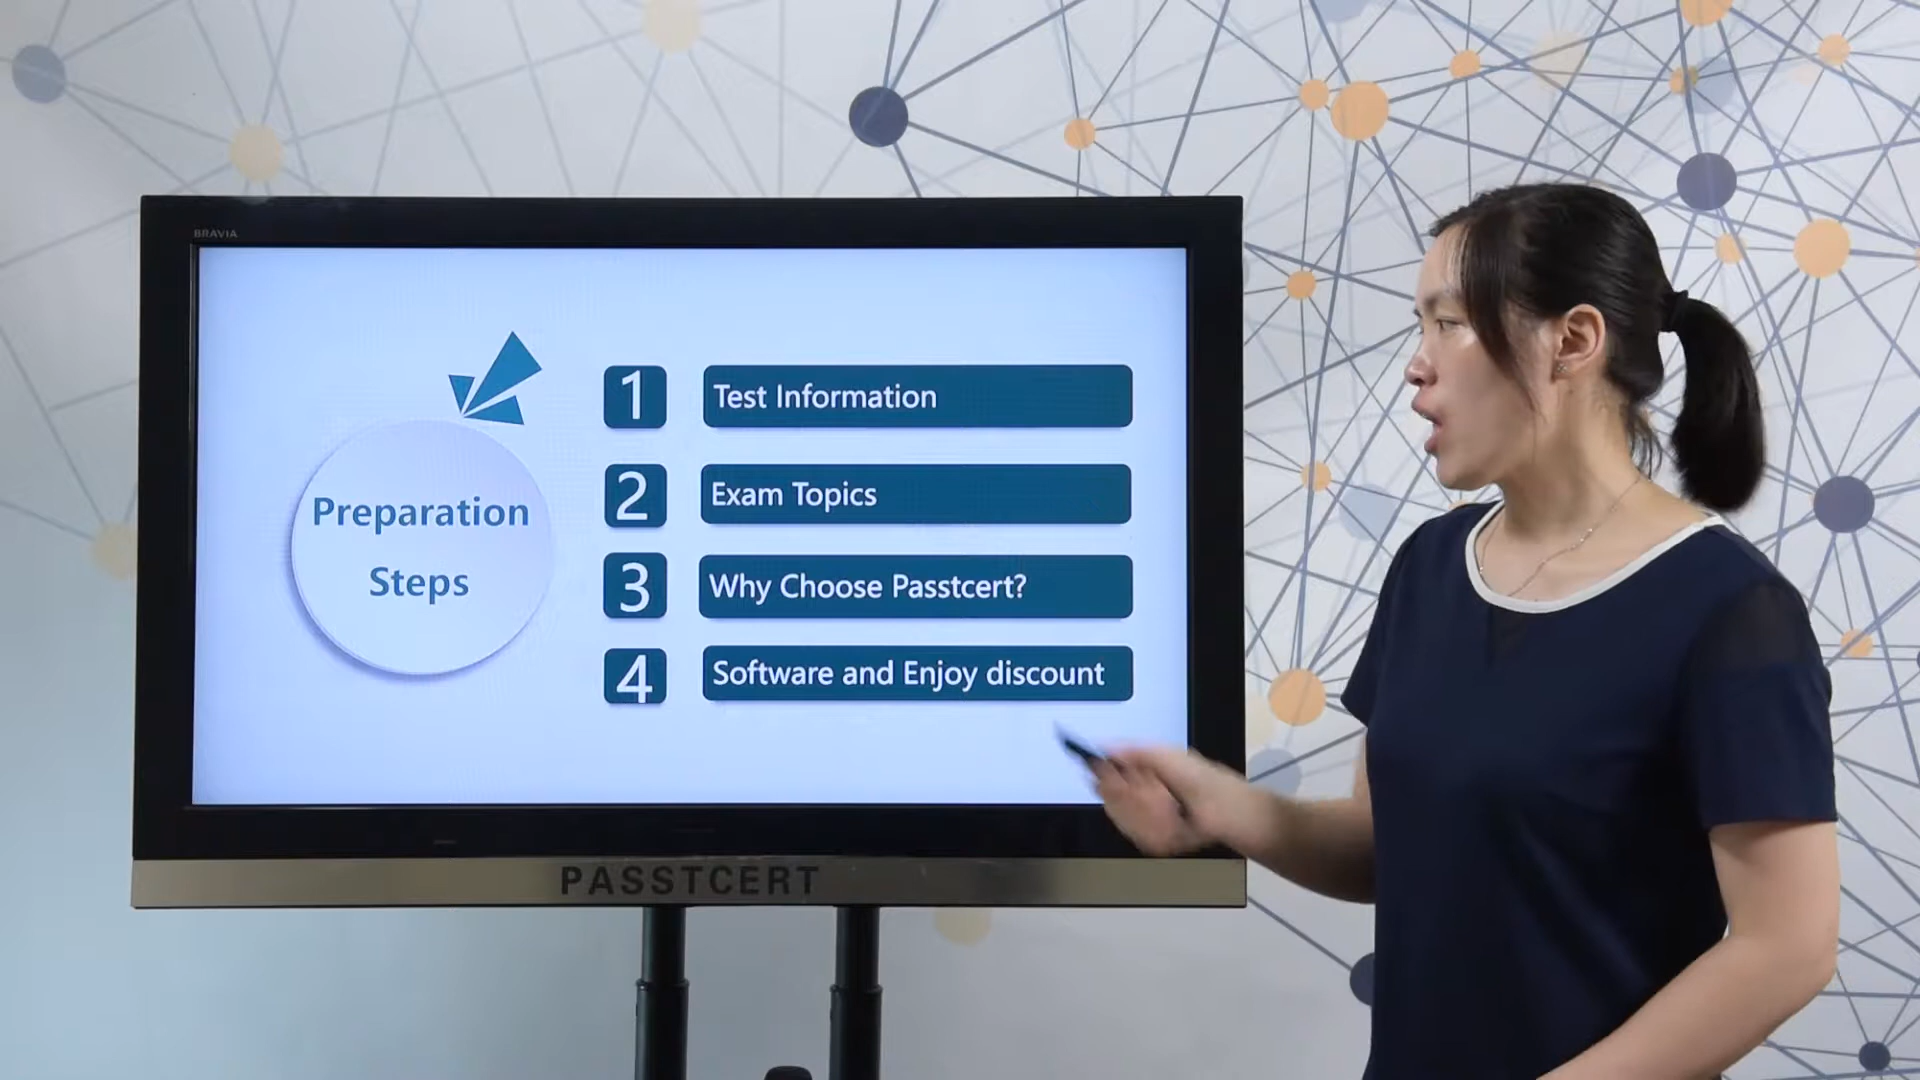 BRAVIA
Preparation
Steps
1 Test Information
2 Exam Topics
3 Why Choose Passtcert?
4 Software and Enjoy discount
PASSTCERT